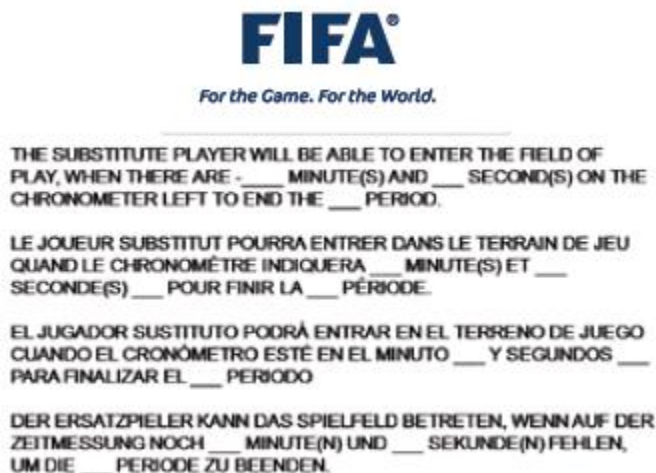 FIFA®
For the Game. For the World.
THE SUBSTITUTE PLAYER WILL BE ABLE TO ENTER THE FIELD OF
PLAY, WHEN THERE ARE -____ MINUTE(S) AND ___ SECOND(S) ON THE
CHRONOMETER LEFT TO END THE ___ PERIOD.
LE JOUEUR SUBSTITUT POURRA ENTRER DANS LE TERRAIN DE JEU
QUAND LE CHRONOMÉTRE INDIQUERA ___ MINUTE(S) ET ___
SECONDE(S) ___ POUR FINIR LA ___ PÉRIODE.
EL JUGADOR SUSTITUTO PODRÁ ENTRAR EN EL TERRENO DE JUEGO
CUANDO EL CRONÓMETRO ESTÉ EN EL MINUTO ___ Y SEGUNDOS ___
PARA FINALIZAR EL ___ PERIODO
DER ERSATZPIELER KANN DAS SPIELFELD BETRETEN, WENN AUF DER
ZEITMESSUNG NOCH ___ MINUTE(N) UND ___ SEKUNDE(N) FEHLEN,
UM DIE ____ PERIODE ZU BEENDEN.